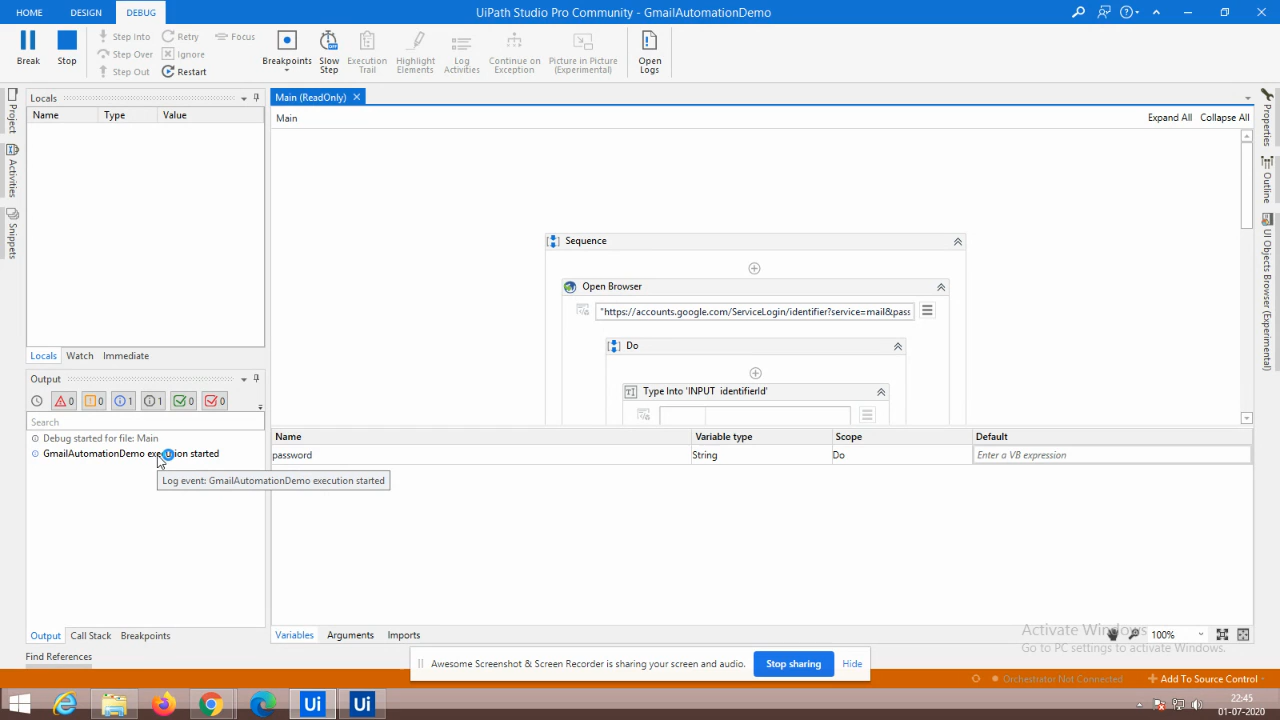 HOME DESIGN DEBUG UiPath Studio Pro Community - GmailAutomationDemo
Break
Stop
Step Into
Step Over
Step Out
Retry
Ignore
Restart
Focus
Breakpoints
Slow Step
Execution Trail
Highlight Elements
Log Activities
Continue on Exception
Picture in Picture (Experimental)
Open Logs
Project
Activities
Snippets
Locals
Name Type Value
Locals Watch Immediate
Output
0 0 1 1 0 0
Search
Debug started for file: Main
GmailAutomationDemo execution started
Log event: GmailAutomationDemo execution started
Output Call Stack Breakpoints
Find References
Main (ReadOnly)
Main Expand All Collapse All
Sequence
Open Browser
"https://accounts.google.com/ServiceLogin/identifier?service=mail&pass
Do
Type Into 'INPUT identifierId'
Name Variable type Scope Default
password String Do Enter a VB expression
Variables Arguments Imports
100%
Properties
Outline
UI Objects Browser (Experimental)
Activate Windows
Go to PC settings to activate Windows.
Awesome Screenshot & Screen Recorder is sharing your screen and audio. Stop sharing Hide
Orchestrator Not Connected Add To Source Control
Ui Ui
22:45
01-07-2020